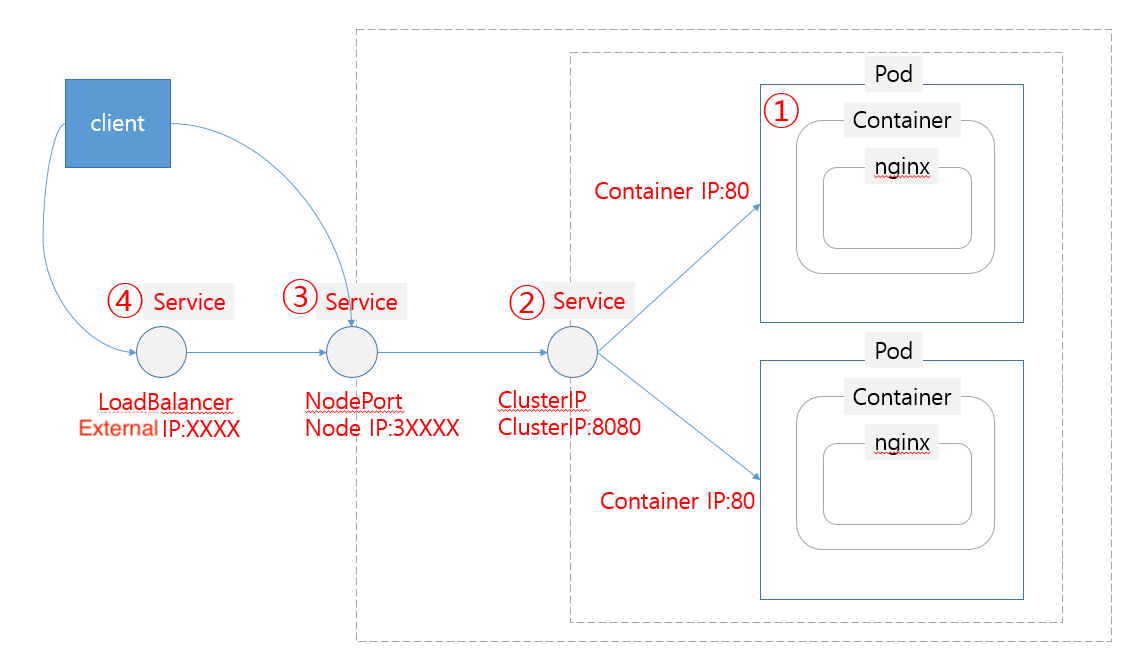 client
④ Service
LoadBalancer
External IP:XXXX
③ Service
NodePort
Node IP:3XXXX
② Service
ClusterIP
ClusterIP:8080
Container IP:80
Container IP:80
Pod
①
Container
nginx
Pod
Container
nginx